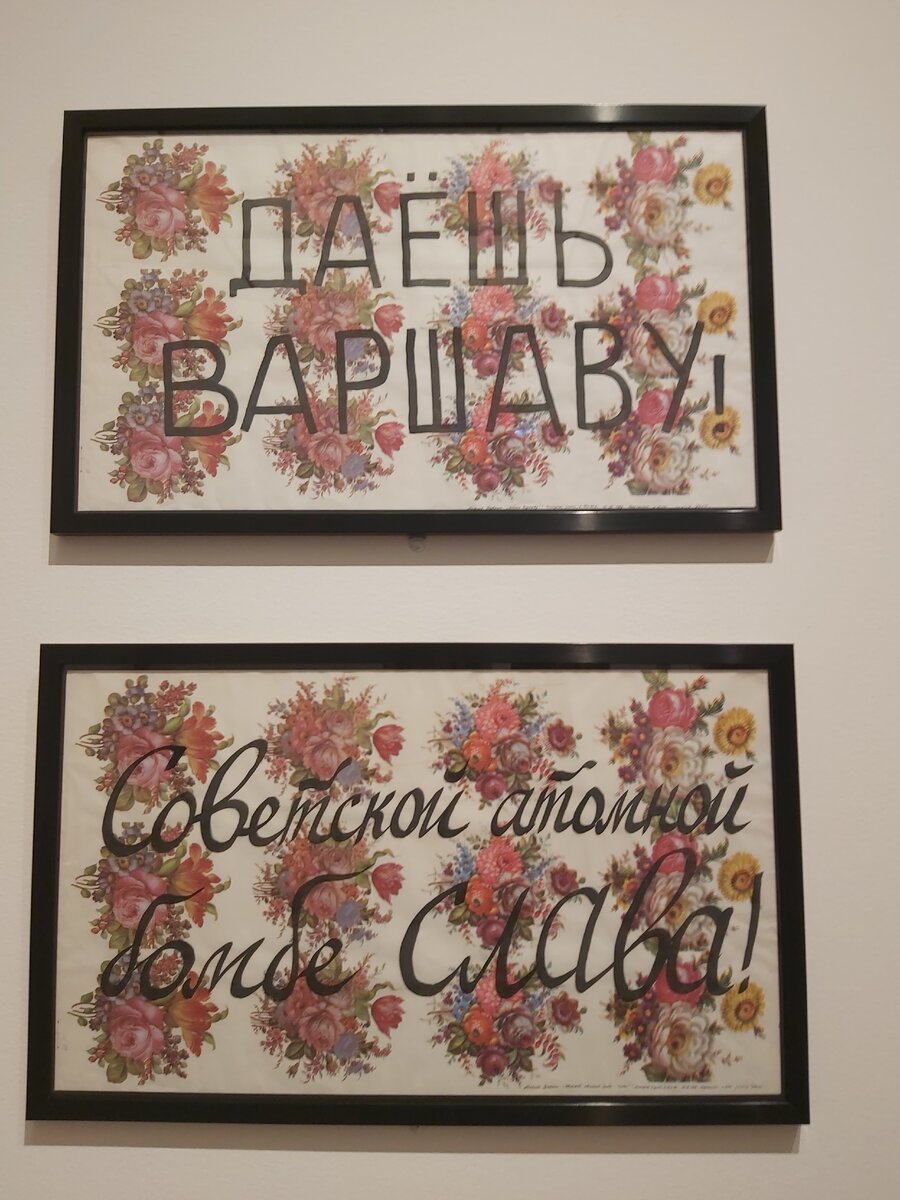 ДАЁШЬ
ВАРШАВУ!
Советской атомной
бомбе слава!